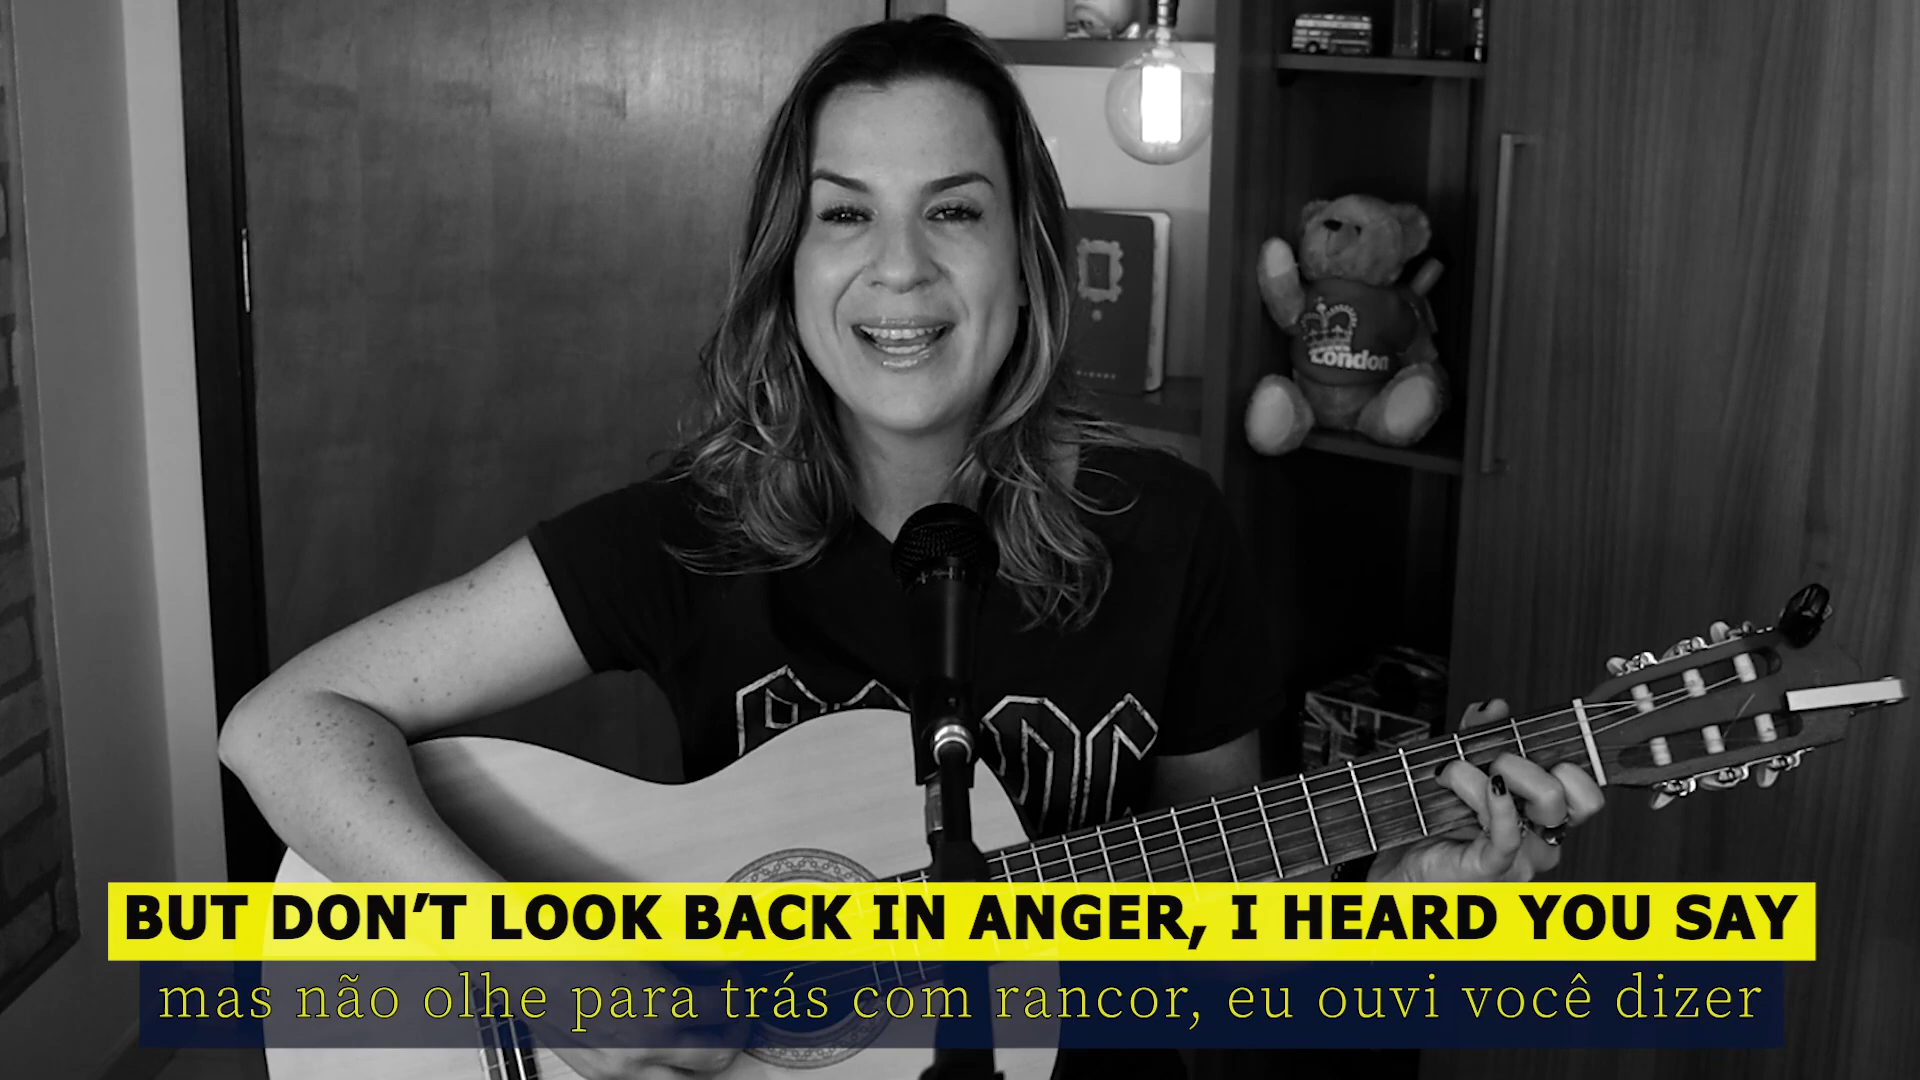 London
BUT DON'T LOOK BACK IN ANGER, I HEARD YOU SAY
mas não olhe para trás com rancor, eu ouvi você dizer